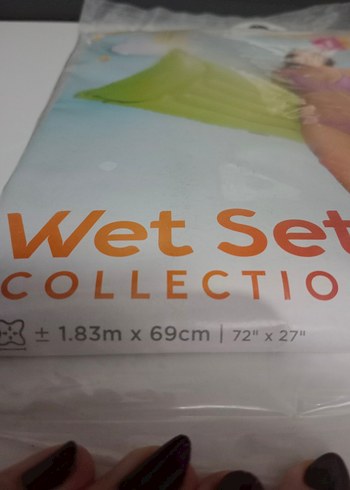 Wet Set
COLLECTIO
± 1.83m x 69cm | 72" x 27"